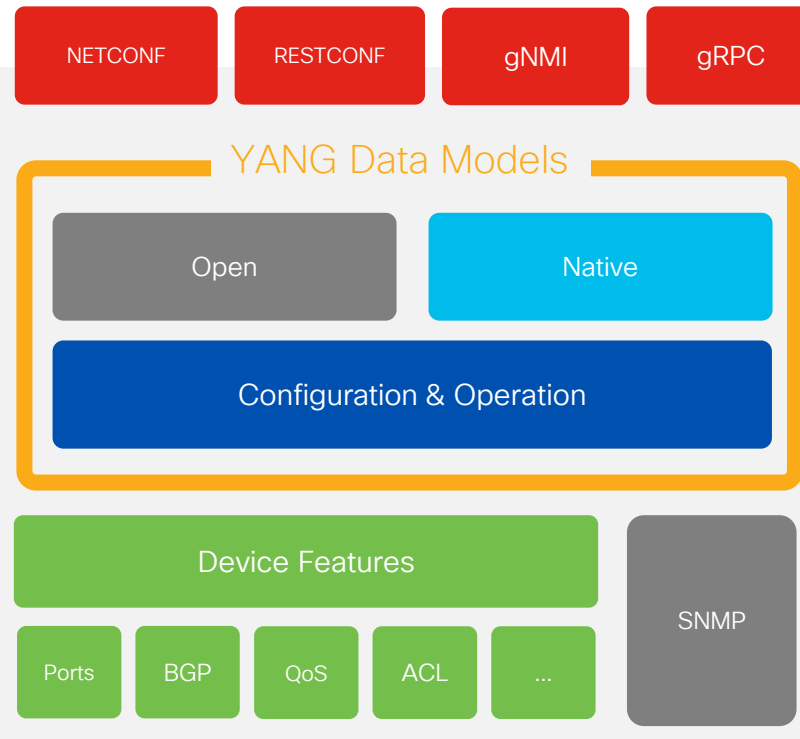 NETCONF
RESTCONF
gNMI
gRPC
YANG Data Models
Open
Native
Configuration & Operation
Device Features
SNMP
Ports
BGP
QoS
ACL
...